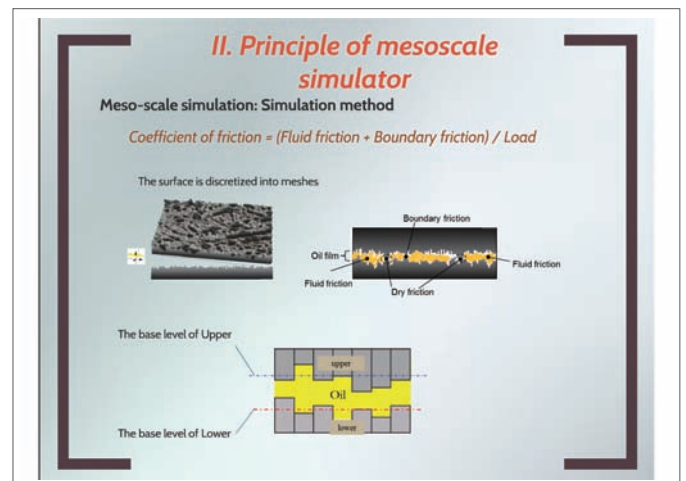 II. Principle of mesoscale
simulator
Meso-scale simulation: Simulation method
Coefficient of friction = (Fluid friction + Boundary friction) / Load
The surface is discretized into meshes
Boundary friction
Oil film
Fluid friction
Fluid friction
Dry friction
The base level of Upper
upper
Oil
lower
The base level of Lower